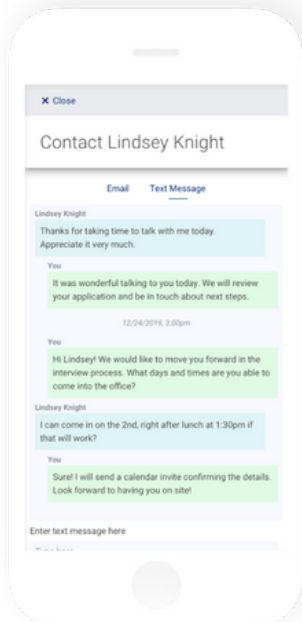 ✕ Close
Contact Lindsey Knight
Email Text Message
Lindsey Knight
Thanks for taking time to talk with me today.
Appreciate it very much.
You
It was wonderful talking to you today. We will review
your application and be in touch about next steps.
12/24/2019, 3:00pm
You
Hi Lindsey! We would like to move you forward in the
interview process. What days and times are you able to
come into the office?
Lindsey Knight
I can come in on the 2nd, right after lunch at 1:30pm if
that will work?
You
Sure! I will send a calendar invite confirming the details.
Look forward to having you on site!
Enter text message here
Type here